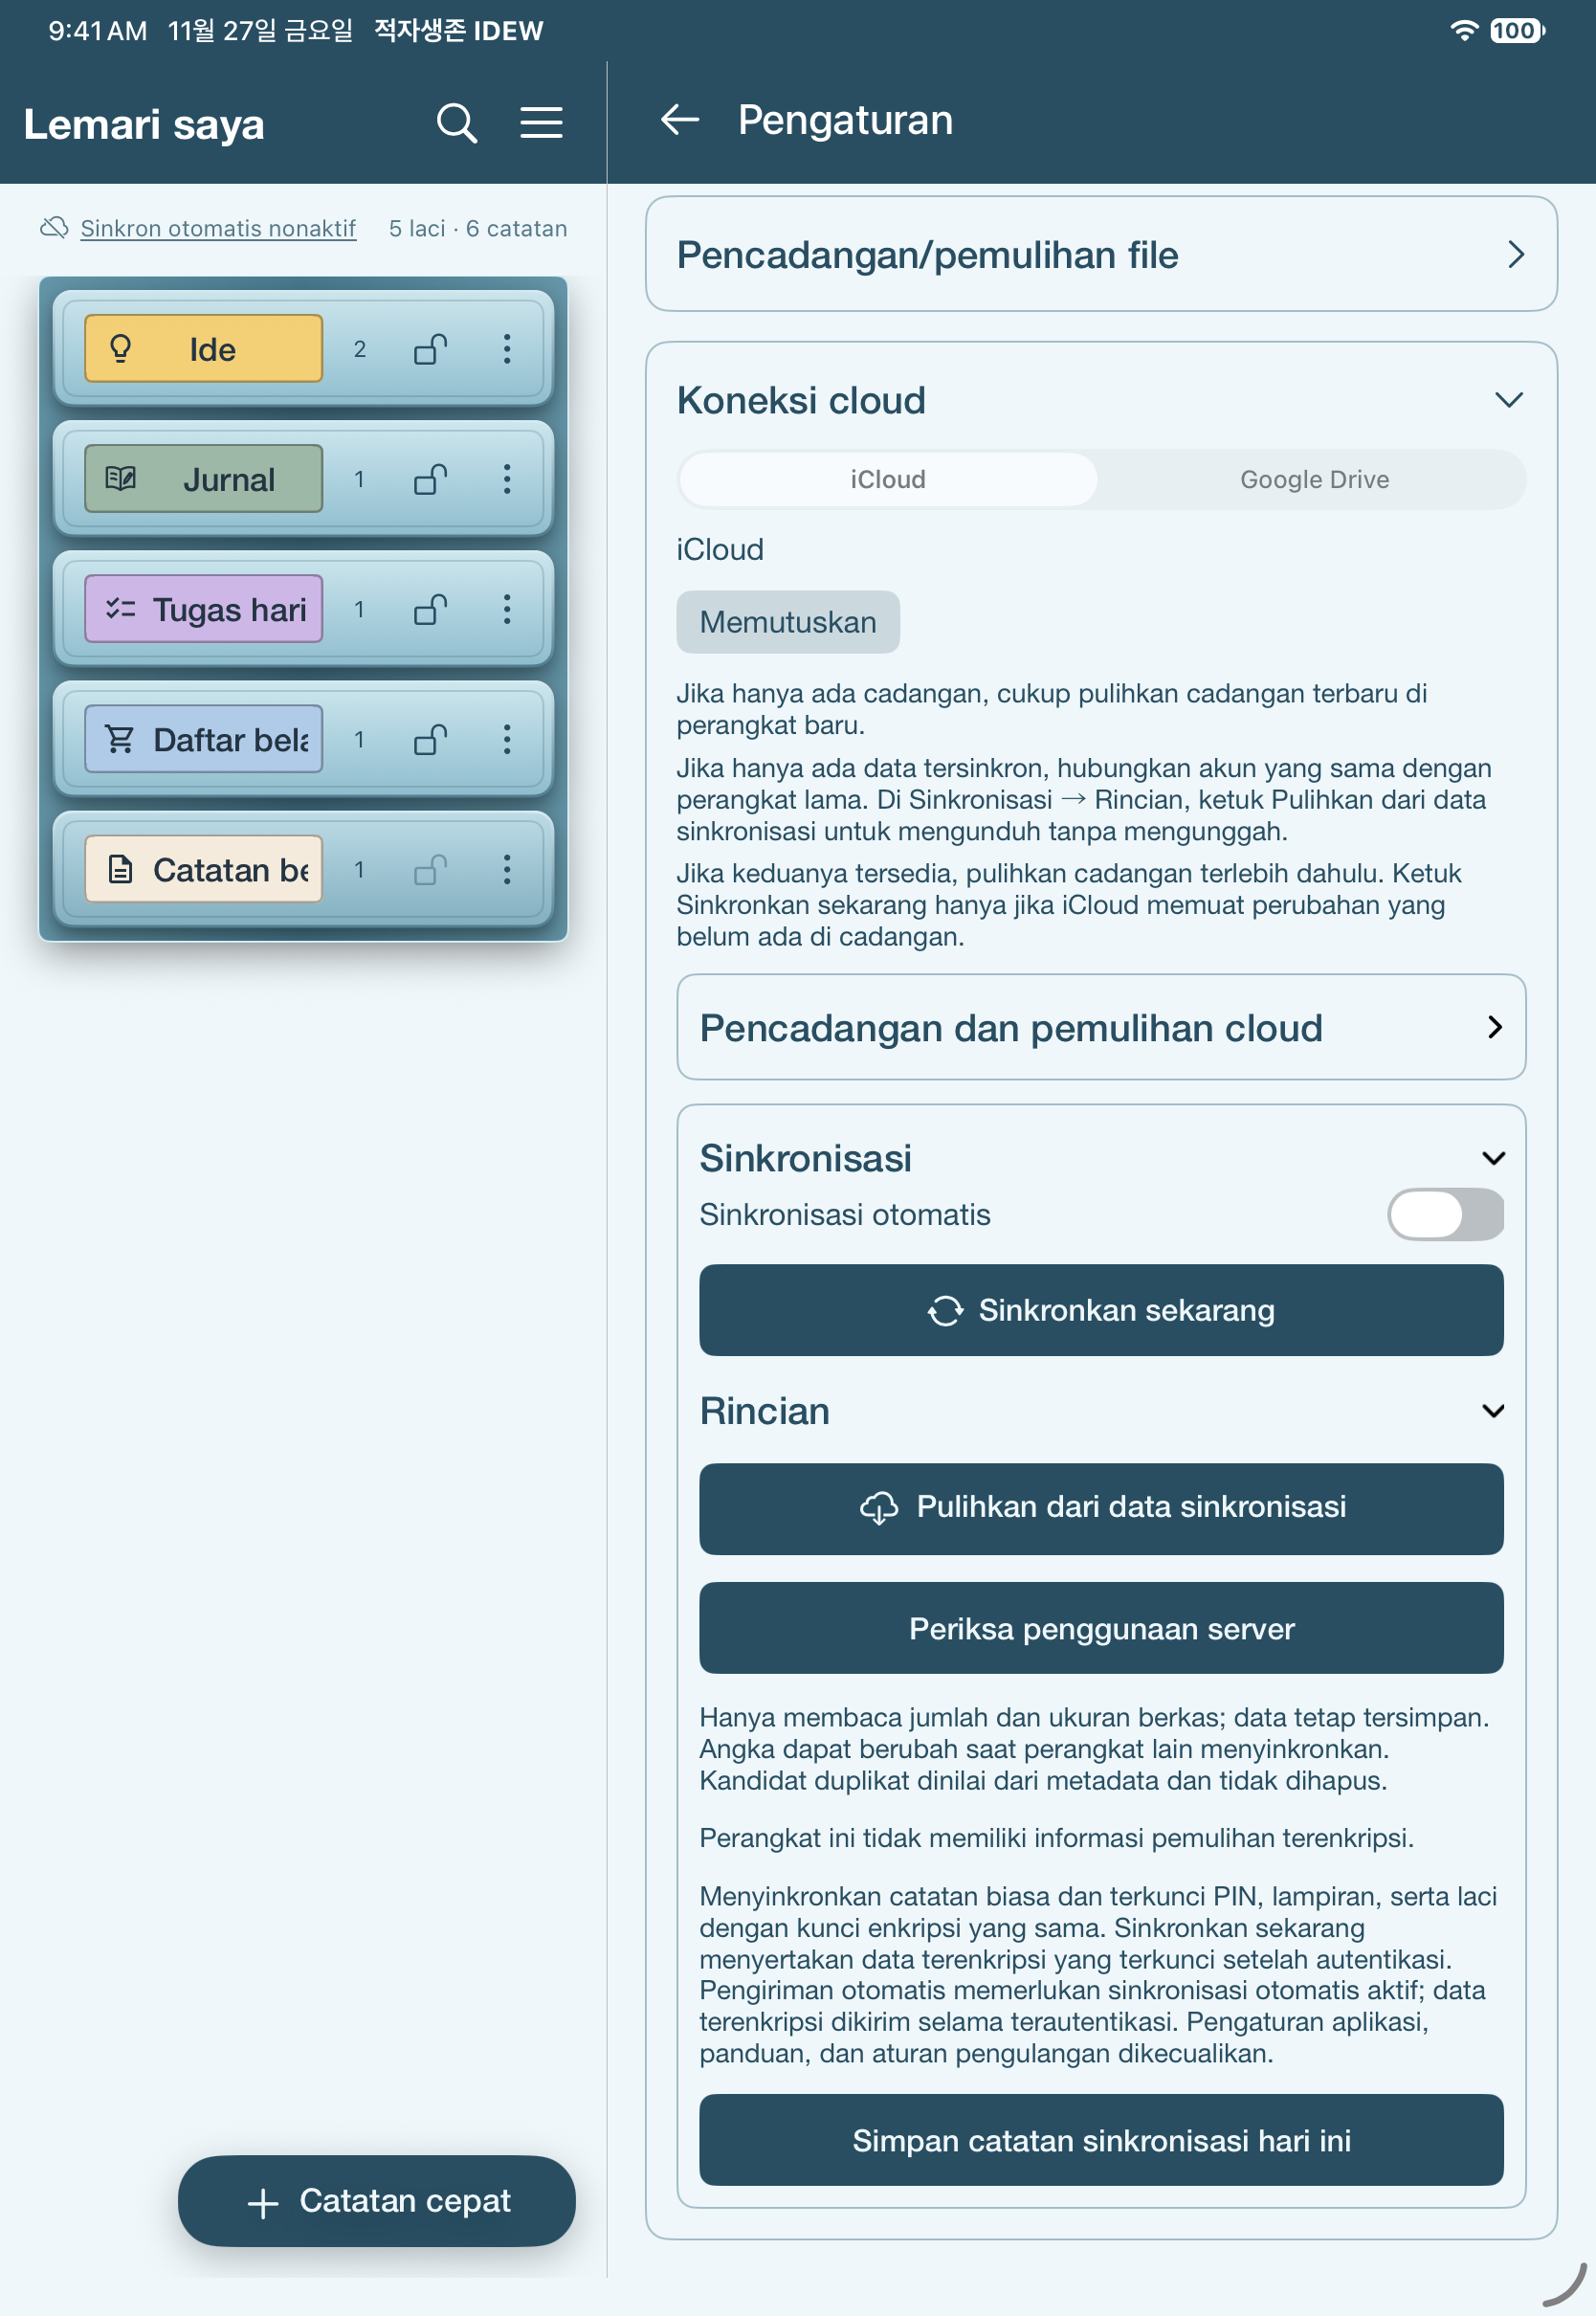 9:41 AM 11월 27일 금요일 적자생존 IDEW
100
Lemari saya
Sinkron otomatis nonaktif 5 laci · 6 catatan
Ide 2
Jurnal 1
Tugas hari 1
Daftar bela 1
Catatan be 1
+ Catatan cepat
← Pengaturan
Pencadangan/pemulihan file
Koneksi cloud
iCloud Google Drive
iCloud
Memutuskan
Jika hanya ada cadangan, cukup pulihkan cadangan terbaru di
perangkat baru.
Jika hanya ada data tersinkron, hubungkan akun yang sama dengan
perangkat lama. Di Sinkronisasi → Rincian, ketuk Pulihkan dari data
sinkronisasi untuk mengunduh tanpa mengunggah.
Jika keduanya tersedia, pulihkan cadangan terlebih dahulu. Ketuk
Sinkronkan sekarang hanya jika iCloud memuat perubahan yang
belum ada di cadangan.
Pencadangan dan pemulihan cloud
Sinkronisasi
Sinkronisasi otomatis
Sinkronkan sekarang
Rincian
Pulihkan dari data sinkronisasi
Periksa penggunaan server
Hanya membaca jumlah dan ukuran berkas; data tetap tersimpan.
Angka dapat berubah saat perangkat lain menyinkronkan.
Kandidat duplikat dinilai dari metadata dan tidak dihapus.
Perangkat ini tidak memiliki informasi pemulihan terenkripsi.
Menyinkronkan catatan biasa dan terkunci PIN, lampiran, serta laci
dengan kunci enkripsi yang sama. Sinkronkan sekarang
menyertakan data terenkripsi yang terkunci setelah autentikasi.
Pengiriman otomatis memerlukan sinkronisasi otomatis aktif; data
terenkripsi dikirim selama terautentikasi. Pengaturan aplikasi,
panduan, dan aturan pengulangan dikecualikan.
Simpan catatan sinkronisasi hari ini